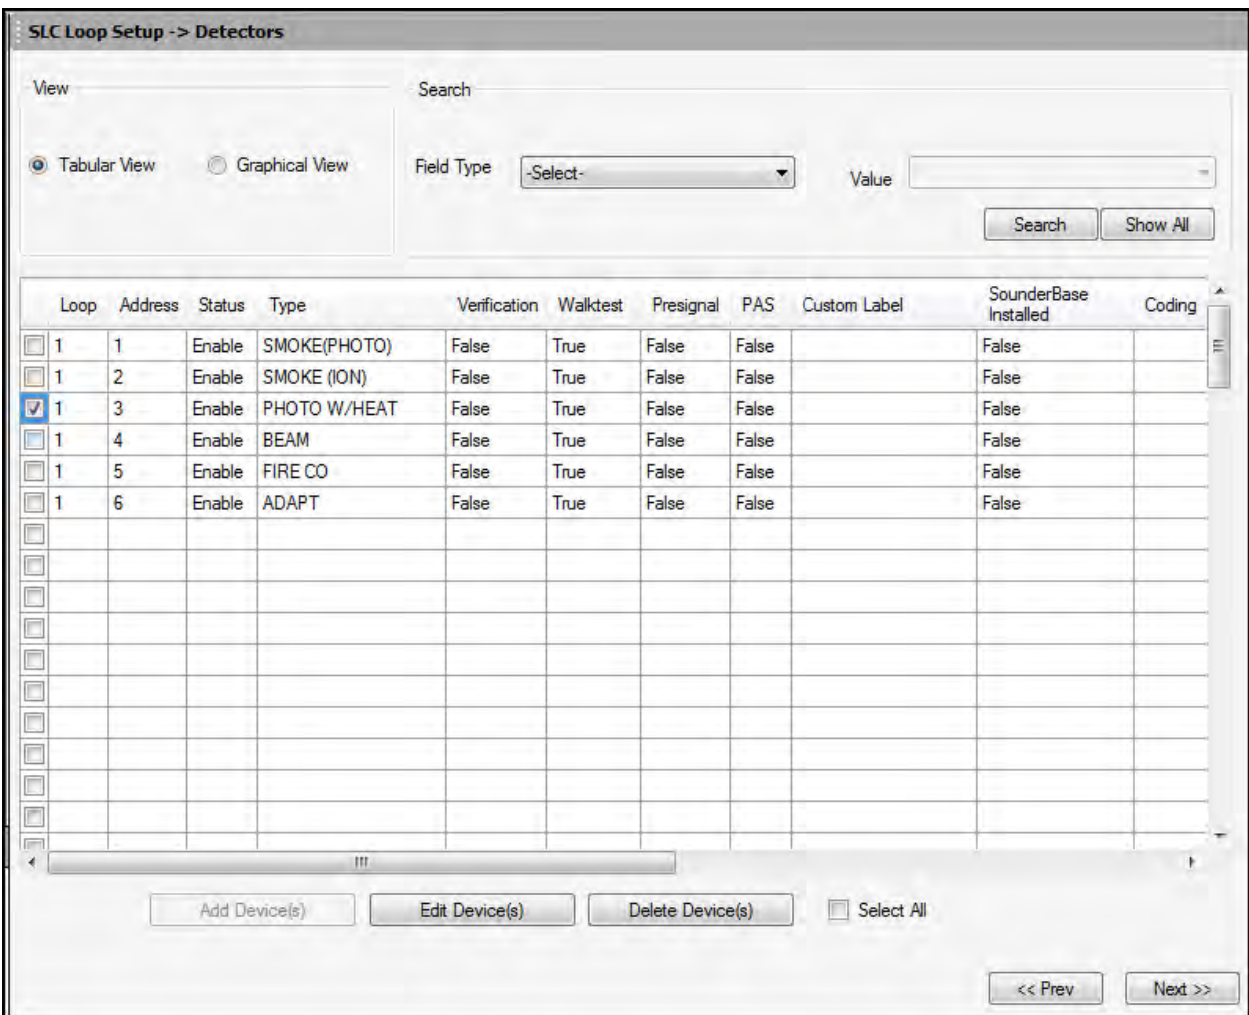 SLC Loop Setup -> Detectors
View
Search
Tabular View Graphical View Field Type -Select- Value
Search Show All
Loop Address Status Type Verification Walktest Presignal PAS Custom Label SounderBase Installed Coding
1 1 Enable SMOKE(PHOTO) False True False False False
1 2 Enable SMOKE (ION) False True False False False
1 3 Enable PHOTO W/HEAT False True False False False
1 4 Enable BEAM False True False False False
1 5 Enable FIRE CO False True False False False
1 6 Enable ADAPT False True False False False
Add Device(s) Edit Device(s) Delete Device(s) Select All
<< Prev Next >>